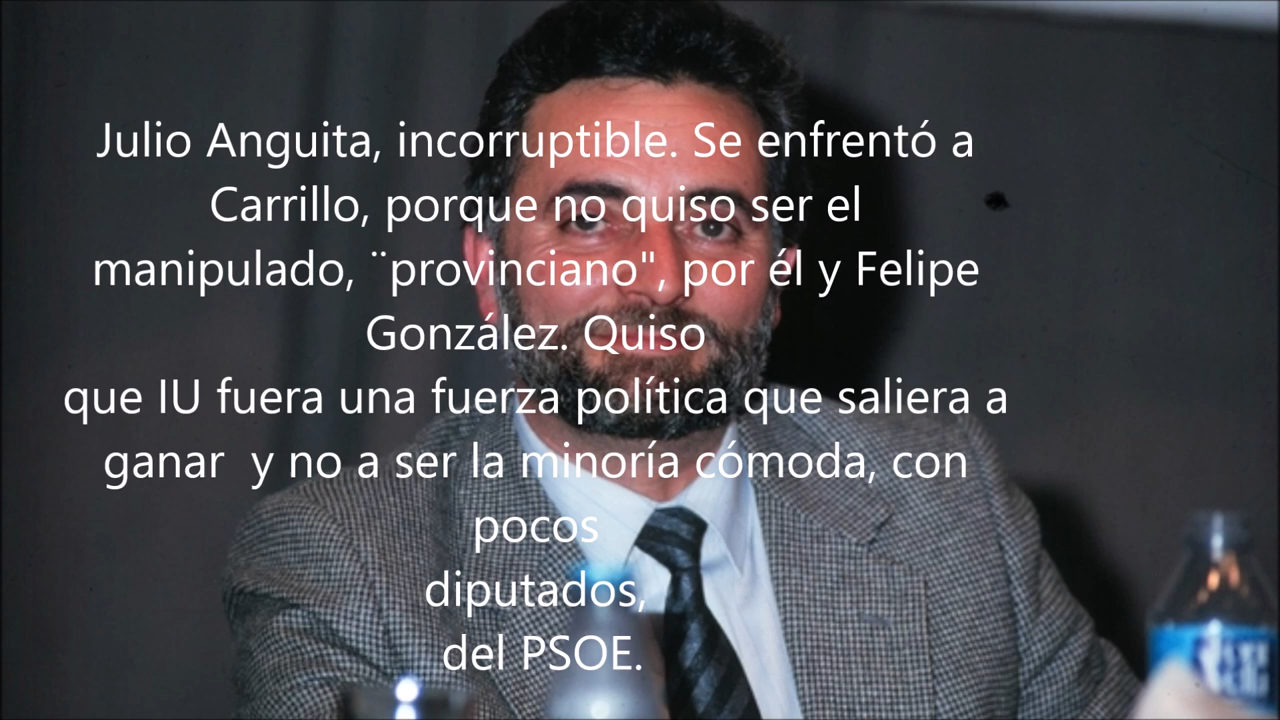 Julio Anguita, incorruptible. Se enfrentó a
Carrillo, porque no quiso ser el
manipulado, ¨provinciano", por él y Felipe
González. Quiso
que IU fuera una fuerza política que saliera a
ganar  y no a ser la minoría cómoda, con
pocos
diputados,
del PSOE.